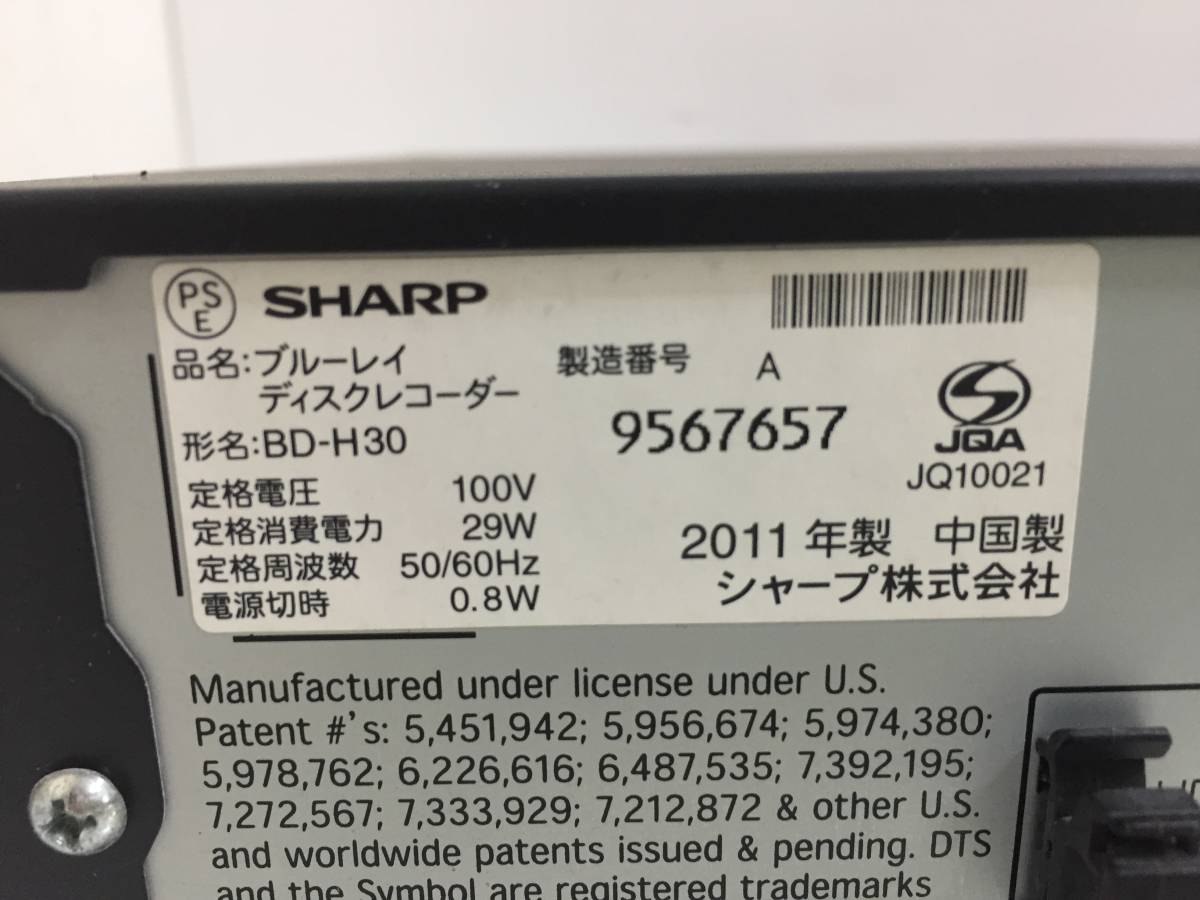 PS
E
SHARP
品名:ブルーレイ
ディスクレコーダー
形名:BD-H30
定格電圧 100V
定格消費電力 29W
定格周波数 50/60Hz
電源切時 0.8W
製造番号 A
9567657
JQA
JQ10021
2011年製 中国製
シャープ株式会社
Manufactured under license under U.S.
Patent #'s: 5,451,942; 5,956,674; 5,974,380;
5,978,762; 6,226,616; 6,487,535; 7,392,195;
7,272,567; 7,333,929; 7,212,872 & other U.S.
and worldwide patents issued & pending. DTS
and the Symbol are registered trademarks